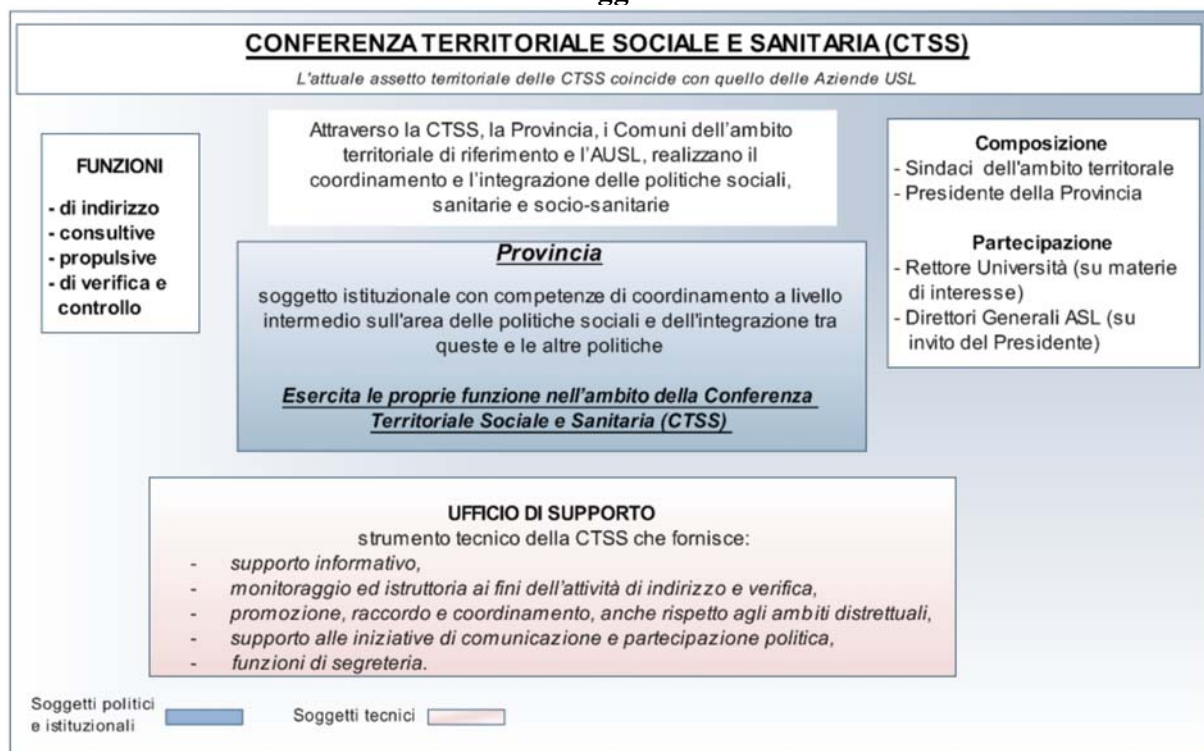 CONFERENZA TERRITORIALE SOCIALE E SANITARIA (CTSS)
L'attuale assetto territoriale delle CTSS coincide con quello delle Aziende USL
FUNZIONI
- di indirizzo
- consultive
- propulsive
- di verifica e
controllo
Attraverso la CTSS, la Provincia, i Comuni dell'ambito
territoriale di riferimento e l'AUSL, realizzano il
coordinamento e l'integrazione delle politiche sociali,
sanitarie e socio-sanitarie
Provincia
soggetto istituzionale con competenze di coordinamento a livello
intermedio sull'area delle politiche sociali e dell'integrazione tra
queste e le altre politiche
Esercita le proprie funzione nell'ambito della Conferenza
Territoriale Sociale e Sanitaria (CTSS)
Composizione
- Sindaci dell'ambito territorale
- Presidente della Provincia
Partecipazione
- Rettore Università (su materie
di interesse)
- Direttori Generali ASL (su
invito del Presidente)
UFFICIO DI SUPPORTO
strumento tecnico della CTSS che fornisce:
- supporto informativo,
- monitoraggio ed istruttoria ai fini dell'attività di indirizzo e verifica,
- promozione, raccordo e coordinamento, anche rispetto agli ambiti distrettuali,
- supporto alle iniziative di comunicazione e partecipazione politica,
- funzioni di segreteria.
Soggetti politici
e istituzionali
Soggetti tecnici